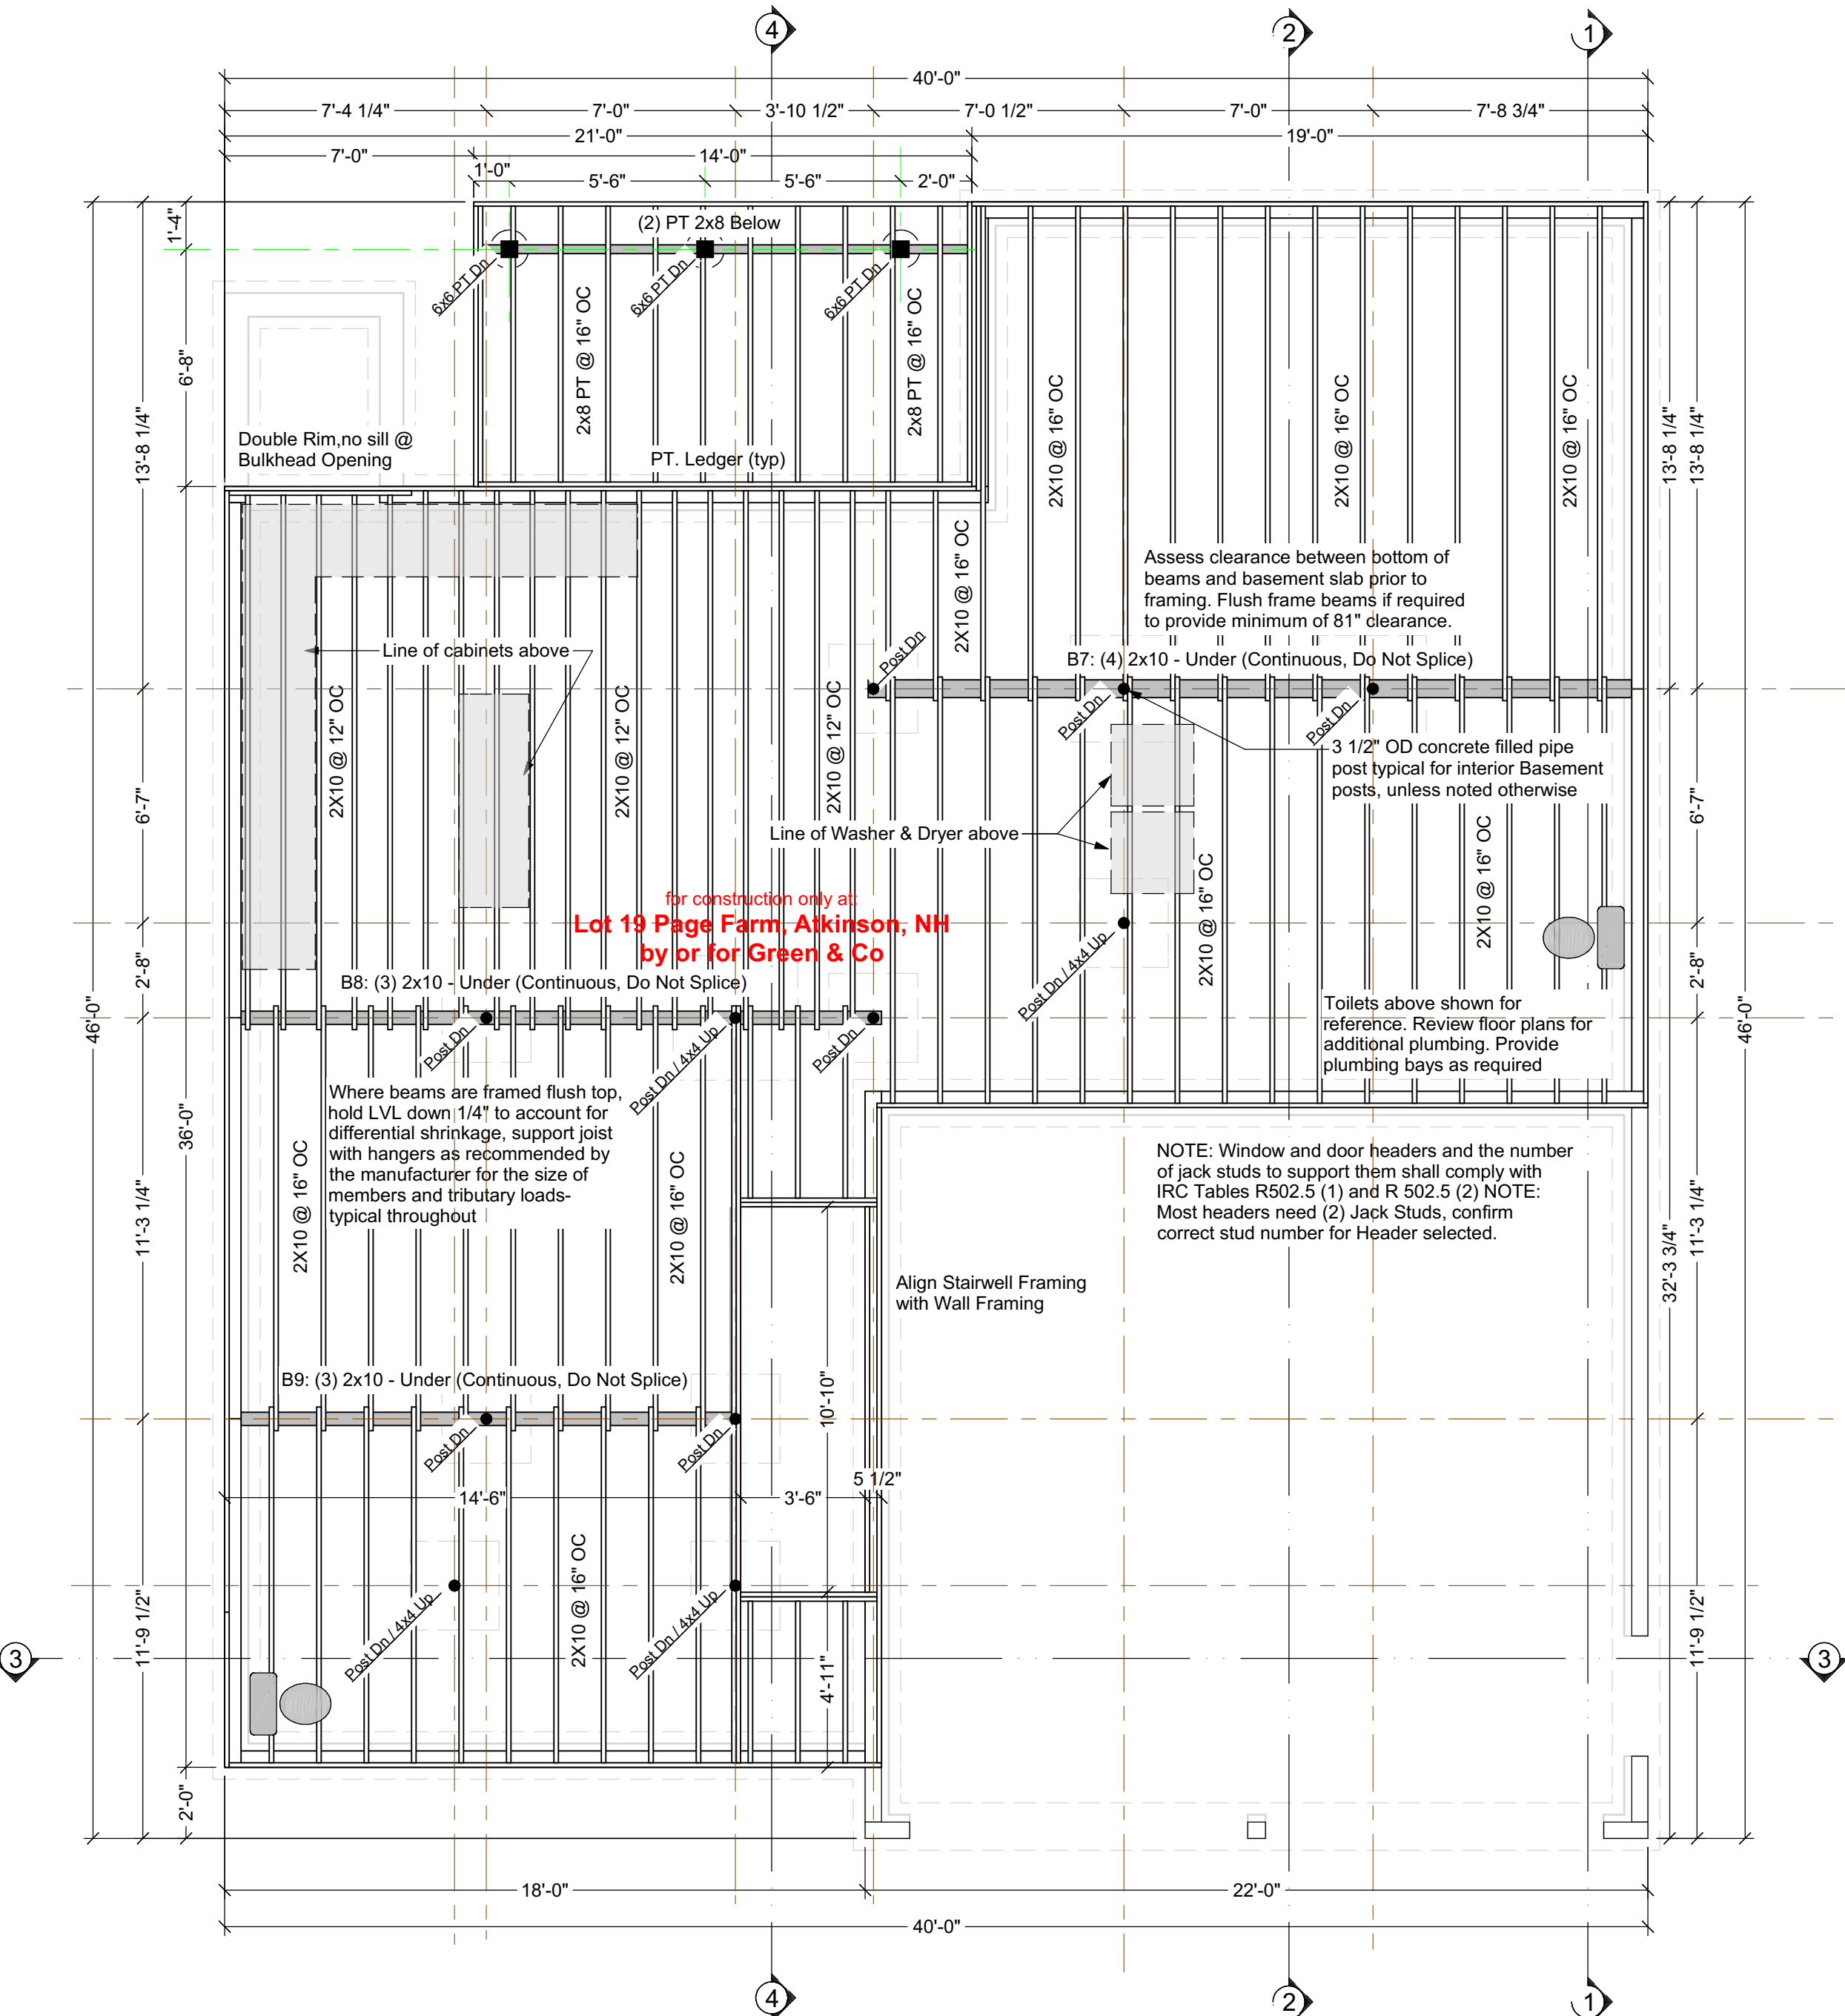 4
2
1
40'-0"
7'-4 1/4"
7'-0"
3'-10 1/2"
7'-0 1/2"
7'-0"
7'-8 3/4"
21'-0"
19'-0"
7'-0"
14'-0"
1'-0"
5'-6"
5'-6"
2'-0"
1'-4"
(2) PT 2x8 Below
6x6 PT Dn
6x6 PT Dn
6x6 PT Dn
2x8 PT @ 16" OC
2x8 PT @ 16" OC
6'-8"
13'-8 1/4"
Double Rim,no sill @
Bulkhead Opening
PT. Ledger (typ)
2X10 @ 16" OC
2X10 @ 16" OC
2X10 @ 16" OC
13'-8 1/4"
13'-8 1/4"
2X10 @ 16" OC
Assess clearance between bottom of
beams and basement slab prior to
framing. Flush frame beams if required
to provide minimum of 81" clearance.
Line of cabinets above
Post Dn
B7: (4) 2x10 - Under (Continuous, Do Not Splice)
Post Dn
Post Dn
2X10 @ 12" OC
2X10 @ 12" OC
2X10 @ 12" OC
3 1/2" OD concrete filled pipe
post typical for interior Basement
posts, unless noted otherwise
6'-7"
6'-7"
Line of Washer & Dryer above
2X10 @ 16" OC
2X10 @ 16" OC
for construction only at:
Lot 19 Page Farm, Atkinson, NH
by or for Green & Co
2'-8"
2'-8"
Post Dn / 4x4 Up
B8: (3) 2x10 - Under (Continuous, Do Not Splice)
46'-0"
46'-0"
Toilets above shown for
reference. Review floor plans for
additional plumbing. Provide
plumbing bays as required
Post Dn
Post Dn / 4x4 Up
Post Dn
36'-0"
Where beams are framed flush top,
hold LVL down 1/4" to account for
differential shrinkage, support joist
with hangers as recommended by
the manufacturer for the size of
members and tributary loads-
typical throughout
2X10 @ 16" OC
2X10 @ 16" OC
NOTE: Window and door headers and the number
of jack studs to support them shall comply with
IRC Tables R502.5 (1) and R 502.5 (2) NOTE:
Most headers need (2) Jack Studs, confirm
correct stud number for Header selected.
11'-3 1/4"
32'-3 3/4"
11'-3 1/4"
Align Stairwell Framing
with Wall Framing
B9: (3) 2x10 - Under (Continuous, Do Not Splice)
10'-10"
Post Dn
Post Dn
5 1/2"
14'-6"
3'-6"
2X10 @ 16" OC
Post Dn / 4x4 Up
Post Dn / 4x4 Up
11'-9 1/2"
11'-9 1/2"
3
3
4'-11"
2'-0"
18'-0"
22'-0"
40'-0"
4
2
1